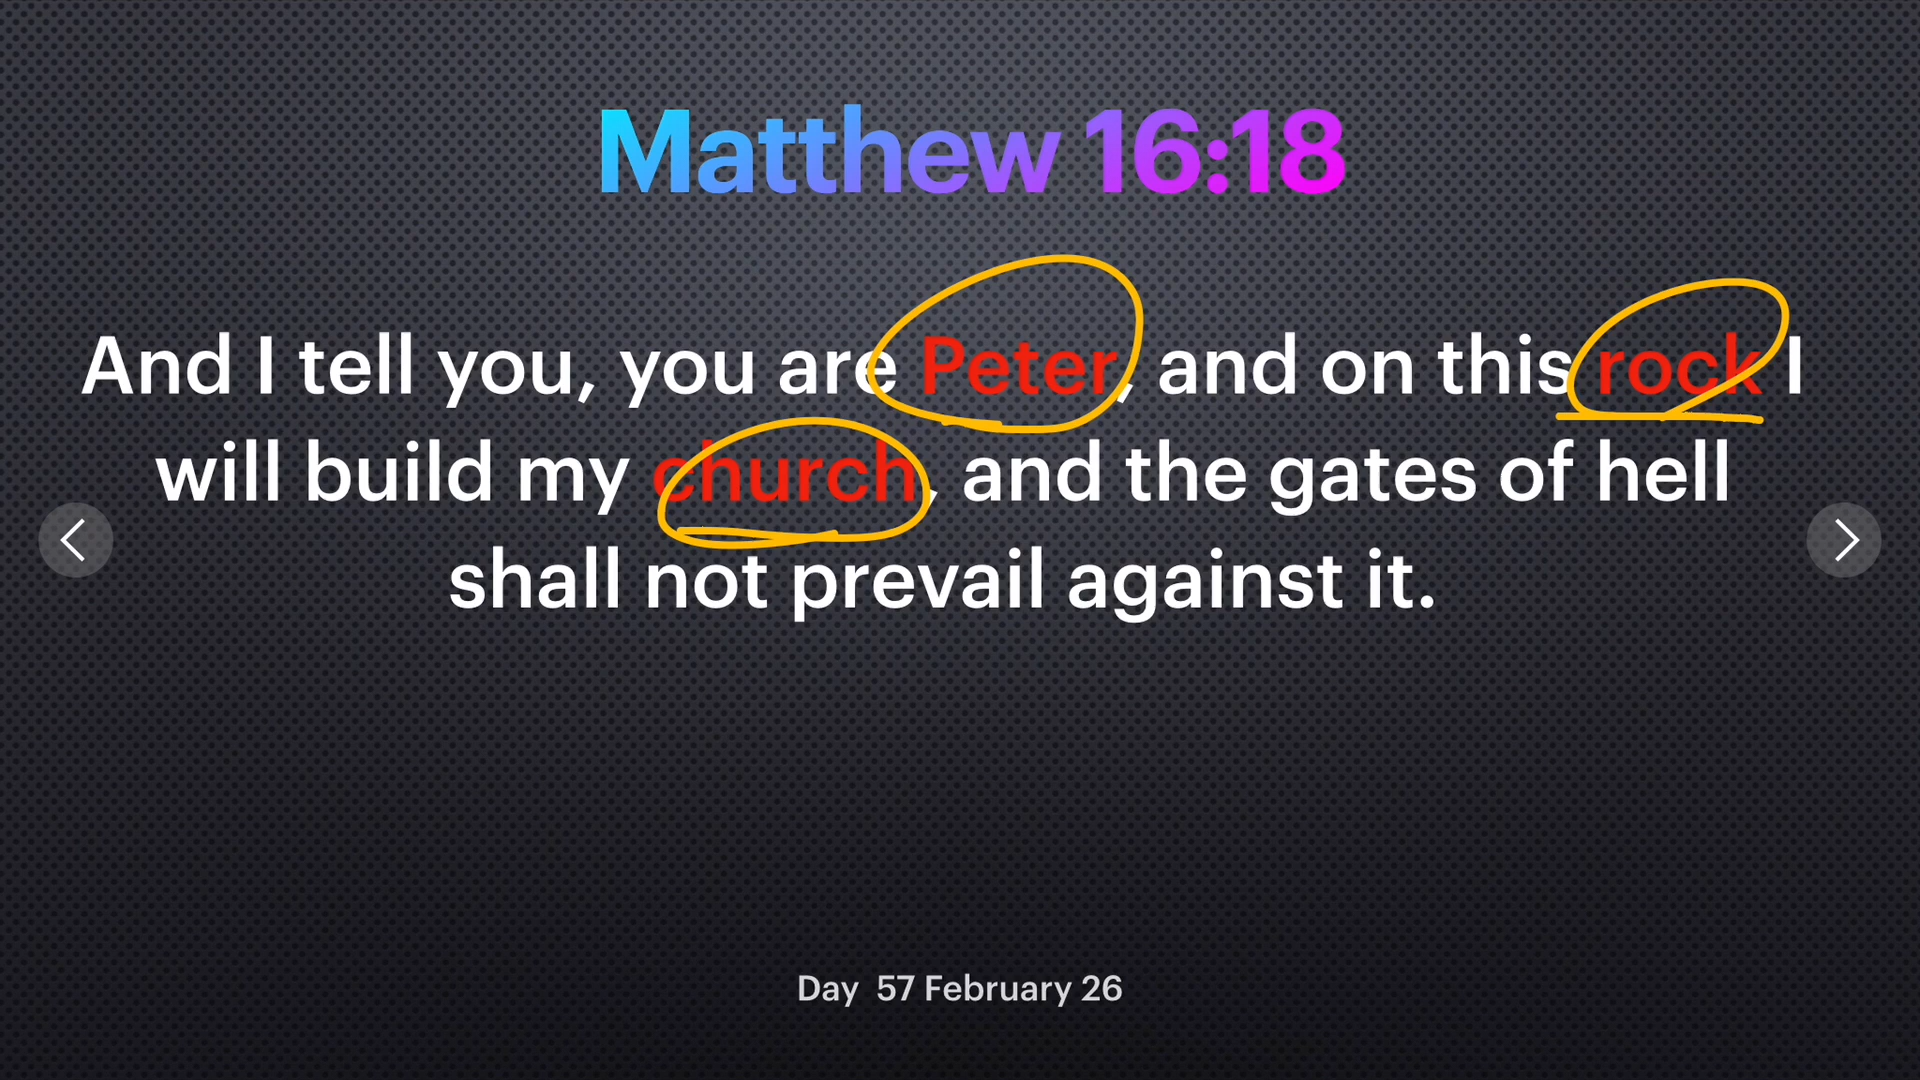 Matthew 16:18
And I tell you, you are Peter, and on this rock I
will build my church, and the gates of hell
shall not prevail against it.
Day 57 February 26